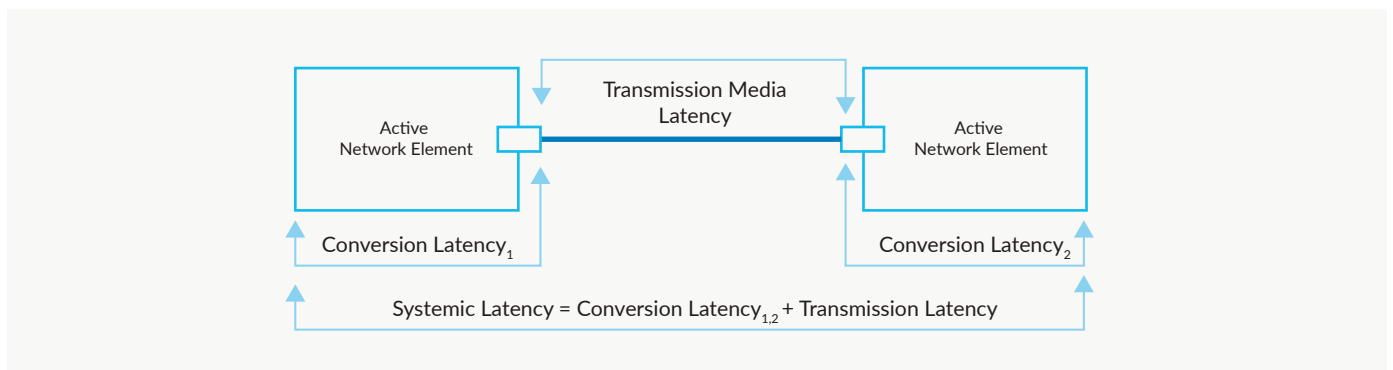 Transmission Media
Latency
Active
Network Element
Active
Network Element
Conversion Latency1
Conversion Latency2
Systemic Latency = Conversion Latency1,2 + Transmission Latency